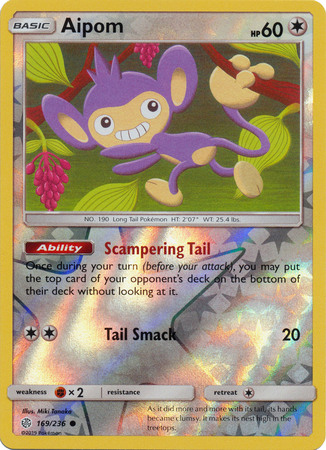 BASIC Aipom HP60
NO. 190 Long Tail Pokémon HT: 2'07" WT: 25.4 lbs.
Ability Scampering Tail
Once during your turn (before your attack), you may put
the top card of your opponent's deck on the bottom of
their deck without looking at it.
Tail Smack 20
weakness ×2 resistance retreat
Illus. Miki Tanaka
169/236
©2019 Pokémon
As it did more and more with its tail, its hands
became clumsy. It makes its nest high in the
treetops.